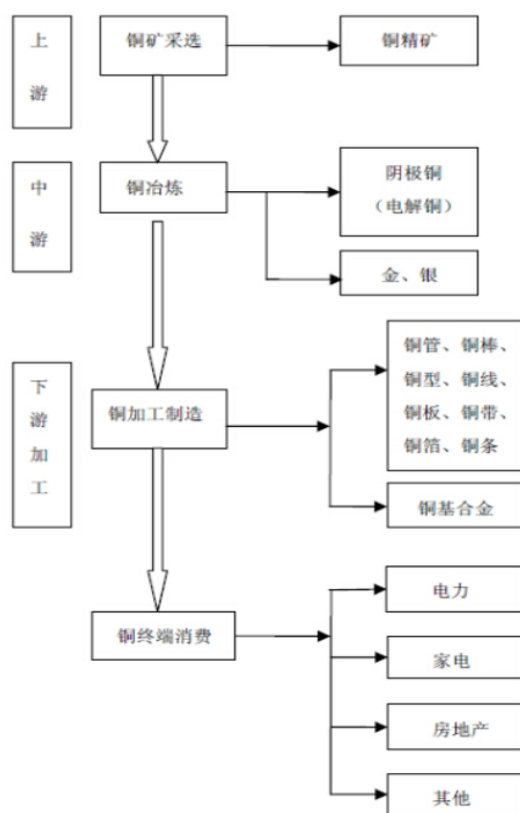 上
游
铜矿采选
铜精矿
中
游
铜冶炼
阴极铜
（电解铜）
金、银
下
游
加
工
铜加工制造
铜管、铜棒、
铜型、铜线、
铜板、铜带、
铜箔、铜条
铜基合金
铜终端消费
电力
家电
房地产
其他